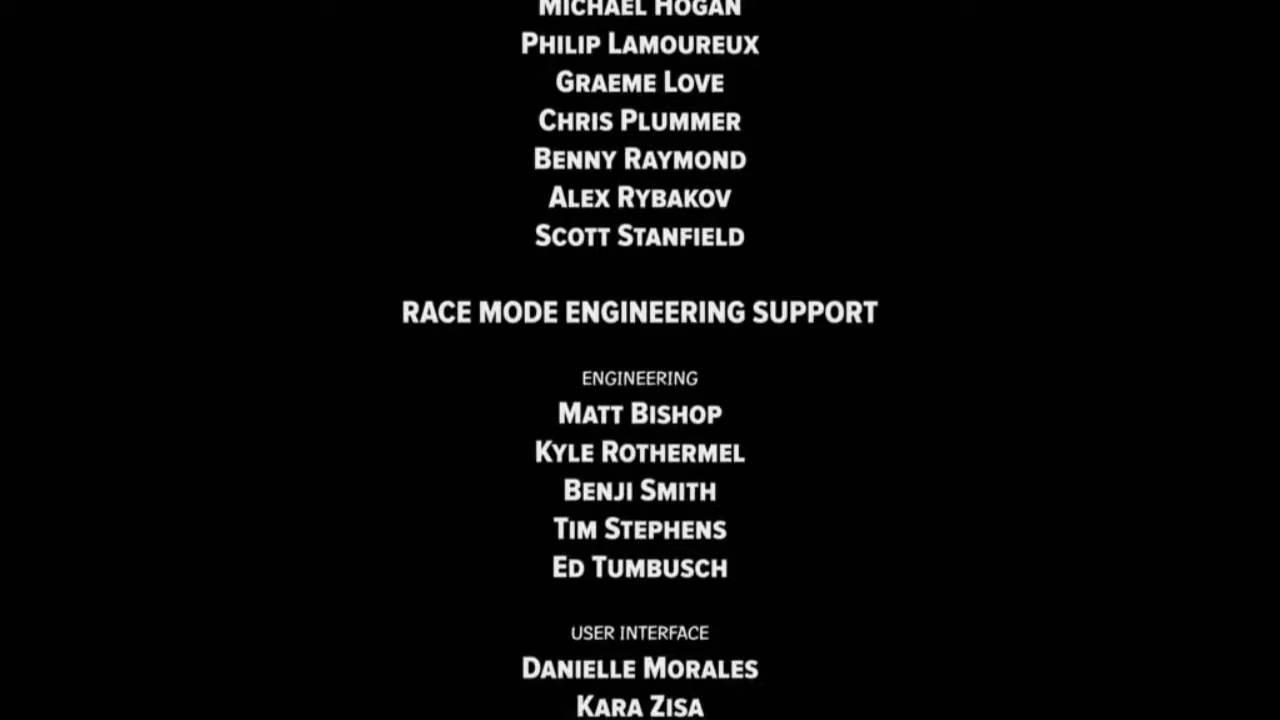 MICHAEL HOGAN
PHILIP LAMOUREUX
GRAEME LOVE
CHRIS PLUMMER
BENNY RAYMOND
ALEX RYBAKOV
SCOTT STANFIELD
RACE MODE ENGINEERING SUPPORT
ENGINEERING
MATT BISHOP
KYLE ROTHERMEL
BENJI SMITH
TIM STEPHENS
ED TUMBUSCH
USER INTERFACE
DANIELLE MORALES
KARA ZISA